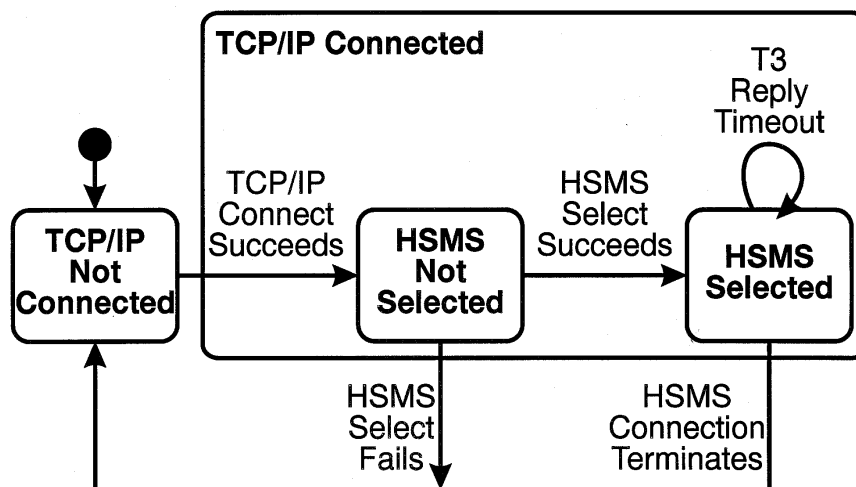 TCP/IP Connected
T3
Reply
Timeout
TCP/IP
Connect
Succeeds
HSMS
Select
Succeeds
TCP/IP
Not
Connected
HSMS
Not
Selected
HSMS
Selected
HSMS
Select
Fails
HSMS
Connection
Terminates